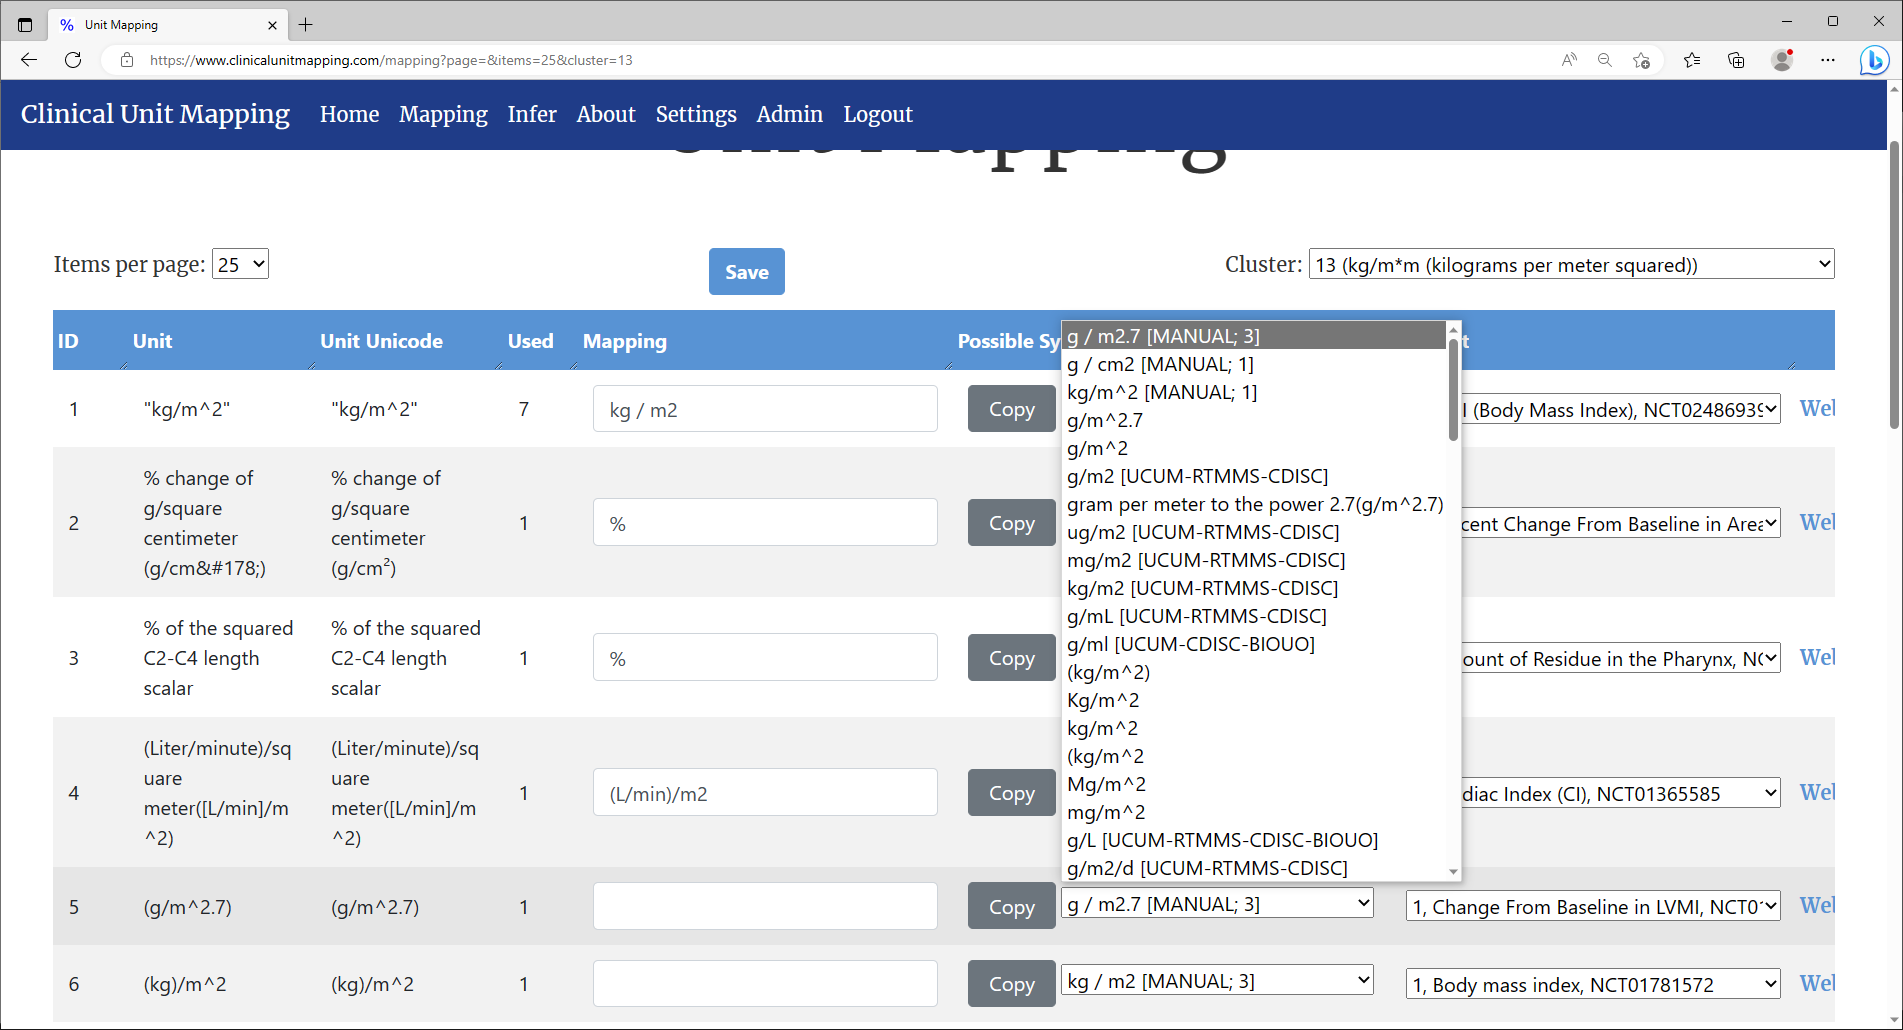 Unit Mapping
https://www.clinicalunitmapping.com/mapping?page=&items=25&cluster=13
Clinical Unit Mapping Home Mapping Infer About Settings Admin Logout
Unit Mapping
Items per page: 25 Save Cluster: 13 (kg/m*m (kilograms per meter squared))
ID Unit Unit Unicode Used Mapping Possible Sy
1 "kg/m^2" "kg/m^2" 7 kg / m2 Copy I (Body Mass Index), NCT02486939 Wel
2 % change of g/square centimeter (g/cm&#178;) % change of g/square centimeter (g/cm²) 1 % Copy cent Change From Baseline in Area Wel
3 % of the squared C2-C4 length scalar % of the squared C2-C4 length scalar 1 % Copy ount of Residue in the Pharynx, NC Wel
4 (Liter/minute)/square meter([L/min]/m^2) (Liter/minute)/square meter([L/min]/m^2) 1 (L/min)/m2 Copy diac Index (CI), NCT01365585 Wel
g / m2.7 [MANUAL; 3]
g / cm2 [MANUAL; 1]
kg/m^2 [MANUAL; 1]
g/m^2.7
g/m^2
g/m2 [UCUM-RTMMS-CDISC]
gram per meter to the power 2.7(g/m^2.7)
ug/m2 [UCUM-RTMMS-CDISC]
mg/m2 [UCUM-RTMMS-CDISC]
kg/m2 [UCUM-RTMMS-CDISC]
g/mL [UCUM-RTMMS-CDISC]
g/ml [UCUM-CDISC-BIOUO]
(kg/m^2)
Kg/m^2
kg/m^2
(kg/m^2
Mg/m^2
mg/m^2
g/L [UCUM-RTMMS-CDISC-BIOUO]
g/m2/d [UCUM-RTMMS-CDISC]
5 (g/m^2.7) (g/m^2.7) 1 Copy g / m2.7 [MANUAL; 3] 1, Change From Baseline in LVMI, NCT0 Wel
6 (kg)/m^2 (kg)/m^2 1 Copy kg / m2 [MANUAL; 3] 1, Body mass index, NCT01781572 Wel